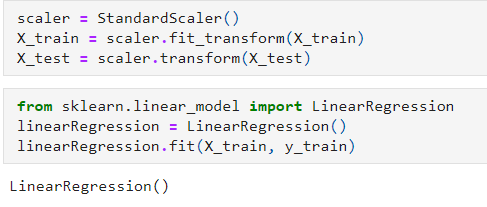 scaler = StandardScaler()
X_train = scaler.fit_transform(X_train)
X_test = scaler.transform(X_test)
from sklearn.linear_model import LinearRegression
linearRegression = LinearRegression()
linearRegression.fit(X_train, y_train)
LinearRegression()